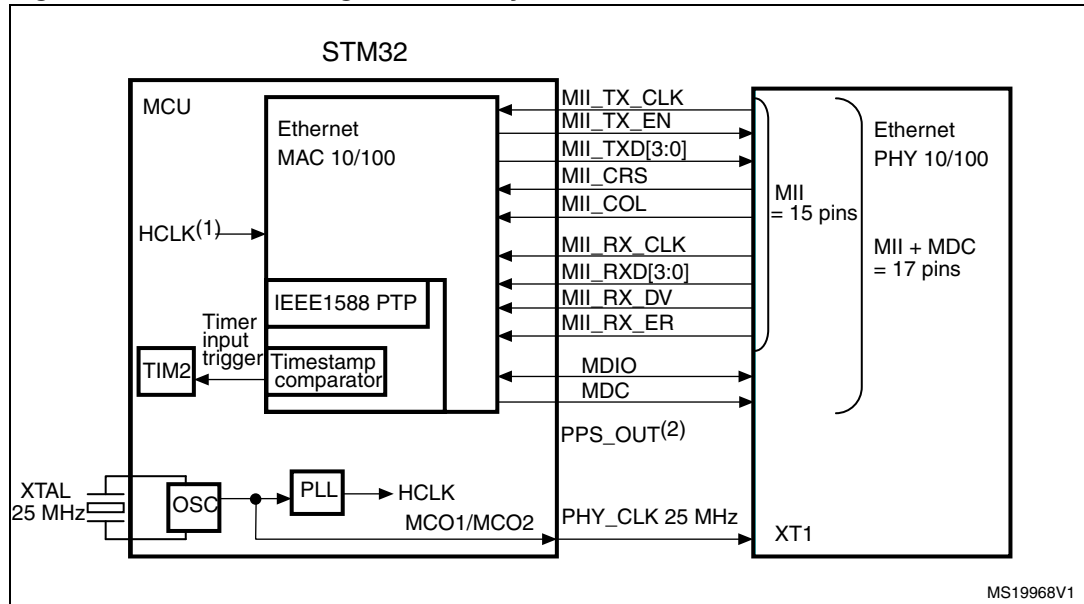 STM32
MCU
Ethernet
MAC 10/100
HCLK(1)
IEEE1588 PTP
Timer
input
trigger
TIM2
Timestamp
comparator
MII_TX_CLK
MII_TX_EN
MII_TXD[3:0]
MII_CRS
MII_COL
MII_RX_CLK
MII_RXD[3:0]
MII_RX_DV
MII_RX_ER
MDIO
MDC
PPS_OUT(2)
MII
= 15 pins
Ethernet
PHY 10/100
MII + MDC
= 17 pins
XTAL
25 MHz
OSC
PLL
HCLK
MCO1/MCO2
PHY_CLK 25 MHz
XT1
MS19968V1